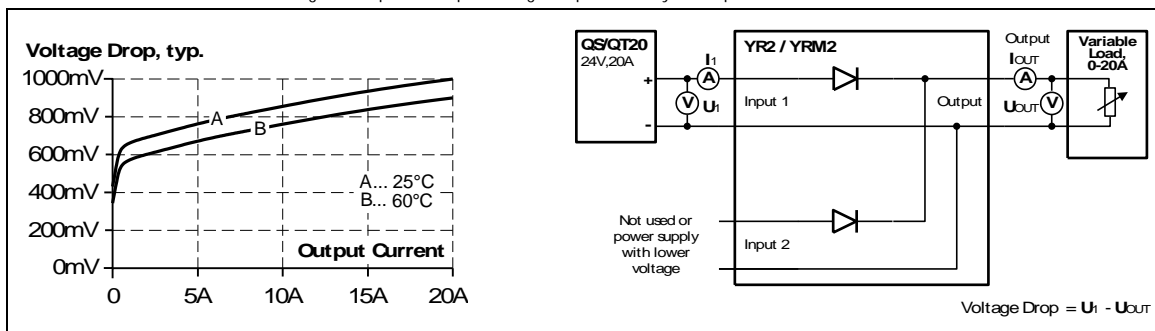 Voltage Drop, typ.
1000mV
800mV
600mV
400mV
200mV
0mV
A
B
A... 25°C
B... 60°C
Output Current
0
5A
10A
15A
20A
QS/QT20
24V,20A
+
-
I1
A
V
U1
YR2 / YRM2
Input 1
Output
Input 2
Not used or
power supply
with lower
voltage
Output
IOUT
A
UOUT
V
Variable
Load,
0-20A
Voltage Drop = U1 - UOUT